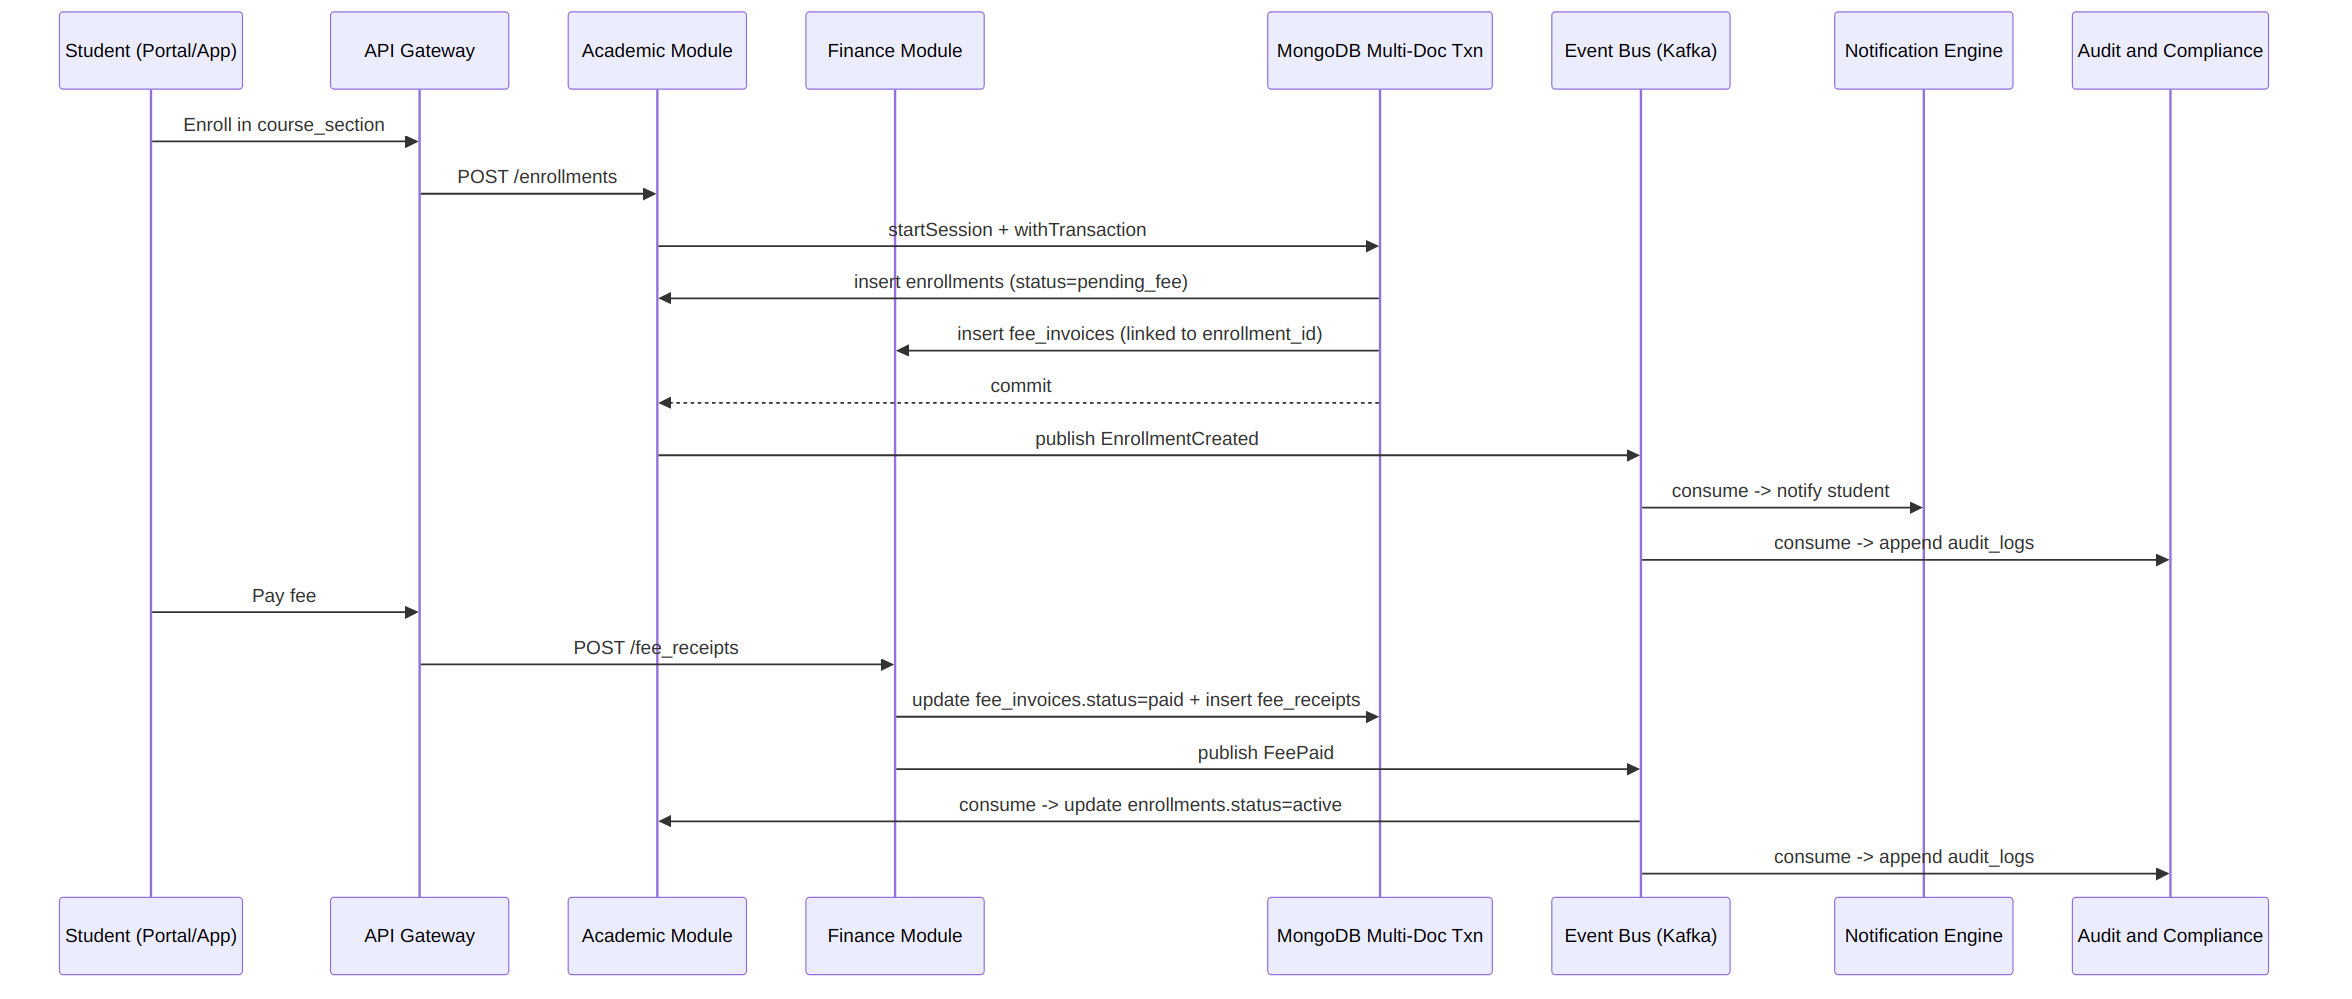 Student (Portal/App)
API Gateway
Academic Module
Finance Module
MongoDB Multi-Doc Txn
Event Bus (Kafka)
Notification Engine
Audit and Compliance
Enroll in course_section
POST /enrollments
startSession + withTransaction
insert enrollments (status=pending_fee)
insert fee_invoices (linked to enrollment_id)
commit
publish EnrollmentCreated
consume -> notify student
consume -> append audit_logs
Pay fee
POST /fee_receipts
update fee_invoices.status=paid + insert fee_receipts
publish FeePaid
consume -> update enrollments.status=active
consume -> append audit_logs
Student (Portal/App)
API Gateway
Academic Module
Finance Module
MongoDB Multi-Doc Txn
Event Bus (Kafka)
Notification Engine
Audit and Compliance